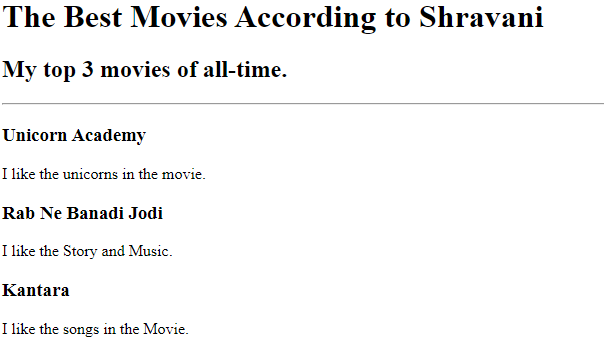 The Best Movies According to Shravani
My top 3 movies of all-time.
Unicorn Academy
I like the unicorns in the movie.
Rab Ne Banadi Jodi
I like the Story and Music.
Kantara
I like the songs in the Movie.